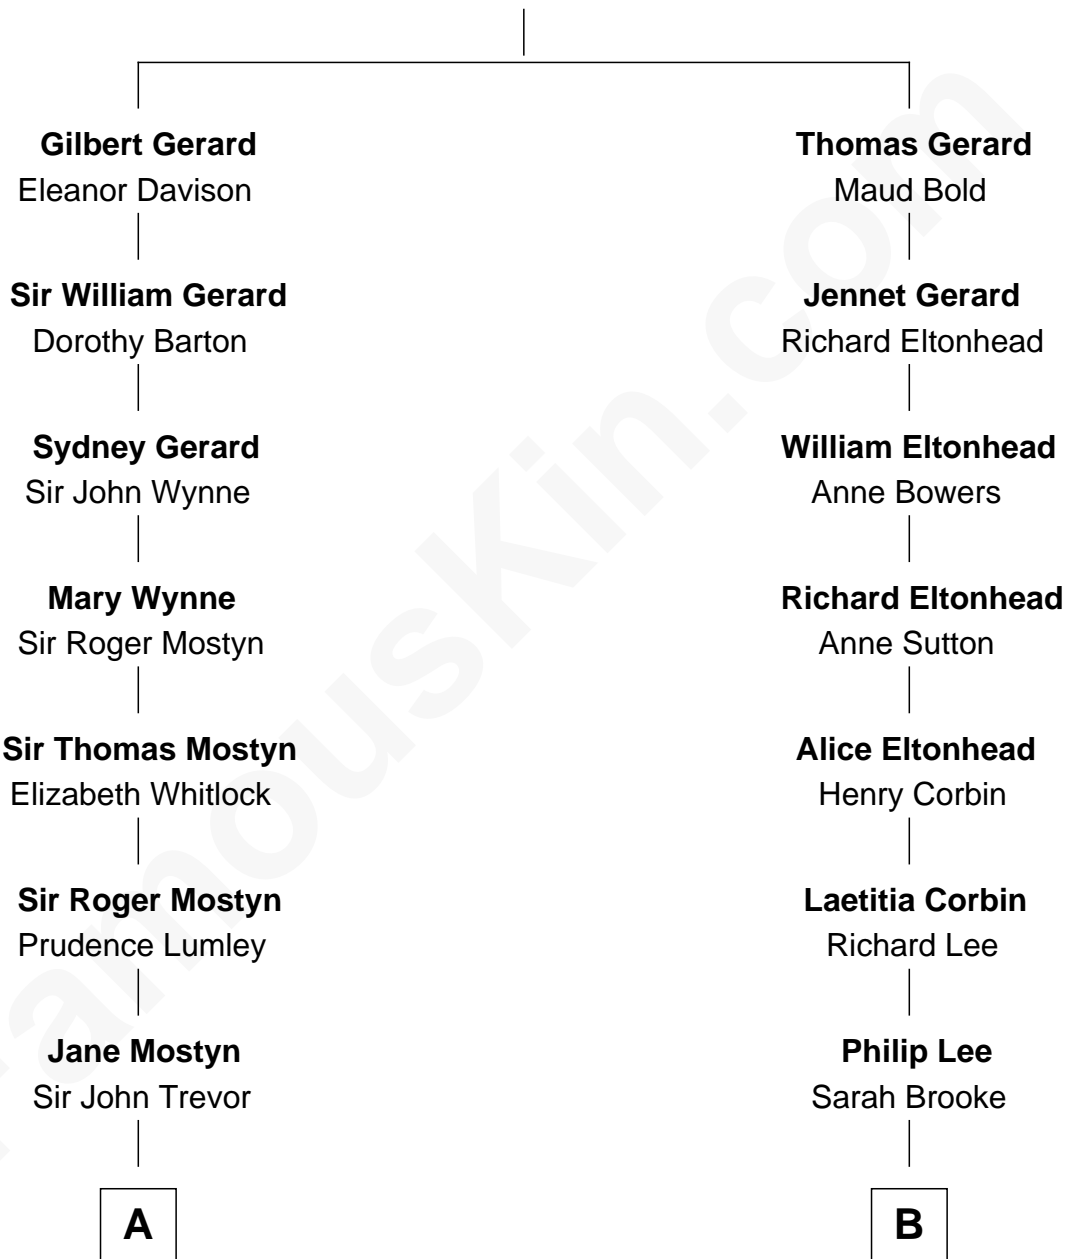 Gilbert Gerard
Eleanor Davison
Sir William Gerard
Dorothy Barton
Sydney Gerard
Sir John Wynne
Mary Wynne
Sir Roger Mostyn
Sir Thomas Mostyn
Elizabeth Whitlock
Sir Roger Mostyn
Prudence Lumley
Jane Mostyn
Sir John Trevor
A
Thomas Gerard
Maud Bold
Jennet Gerard
Richard Eltonhead
William Eltonhead
Anne Bowers
Richard Eltonhead
Anne Sutton
Alice Eltonhead
Henry Corbin
Laetitia Corbin
Richard Lee
Philip Lee
Sarah Brooke
B
FamousKin.com